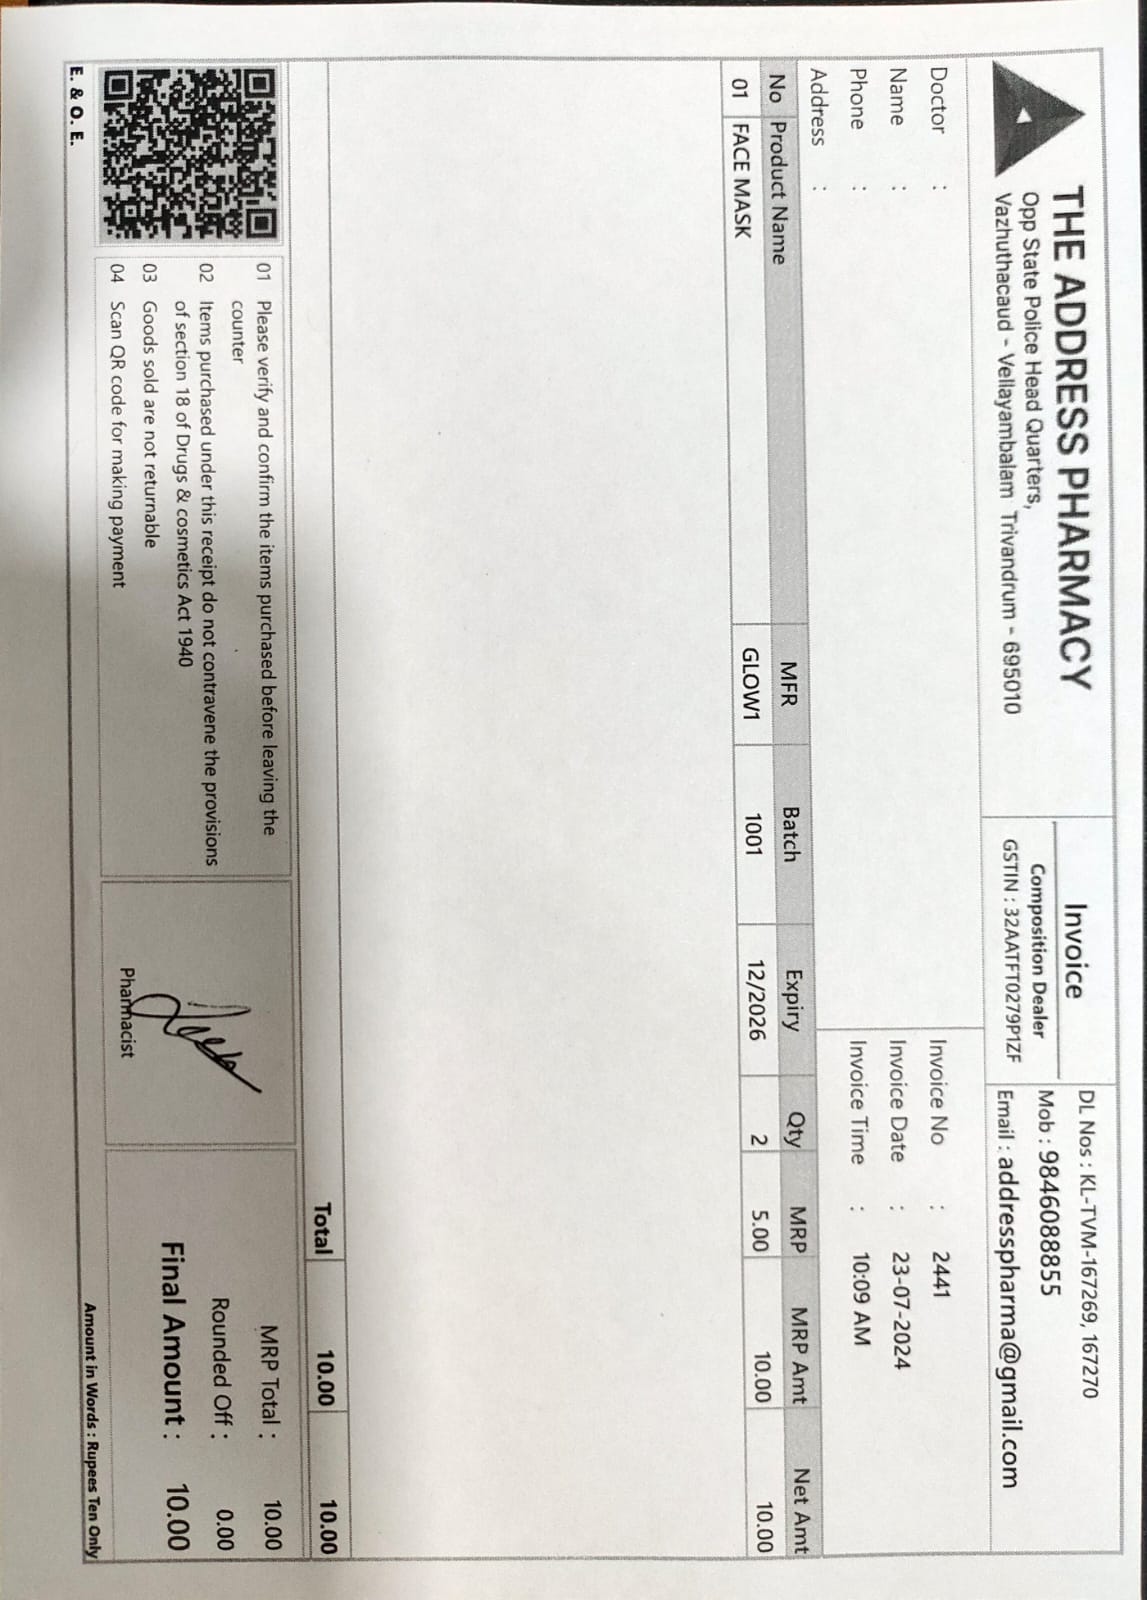 THE ADDRESS PHARMACY
Opp State Police Head Quarters,
Vazhuthacaud - Vellayambalam Trivandrum - 695010
Invoice
Composition Dealer
GSTIN : 32AATFT0279P1ZF
DL Nos : KL-TVM-167269, 167270
Mob : 9846088855
Email : addresspharma@gmail.com
Doctor :
Name :
Phone :
Address :
Invoice No : 2441
Invoice Date : 23-07-2024
Invoice Time : 10:09 AM
No Product Name MFR Batch Expiry Qty MRP MRP Amt Net Amt
01 FACE MASK GLOW1 1001 12/2026 2 5.00 10.00 10.00
Total 10.00 10.00
01 Please verify and confirm the items purchased before leaving the
counter
02 Items purchased under this receipt do not contravene the provisions
of section 18 of Drugs & cosmetics Act 1940
03 Goods sold are not returnable
04 Scan QR code for making payment
Pharmacist
MRP Total : 10.00
Rounded Off : 0.00
Final Amount : 10.00
E. & O. E.
Amount in Words : Rupees Ten Only